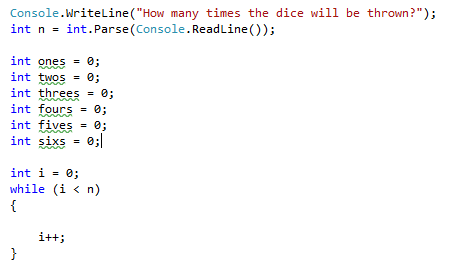 Console.WriteLine("How many times the dice will be thrown?");
int n = int.Parse(Console.ReadLine());
int ones = 0;
int twos = 0;
int threes = 0;
int fours = 0;
int fives = 0;
int sixs = 0;
int i = 0;
while (i < n)
{
i++;
}